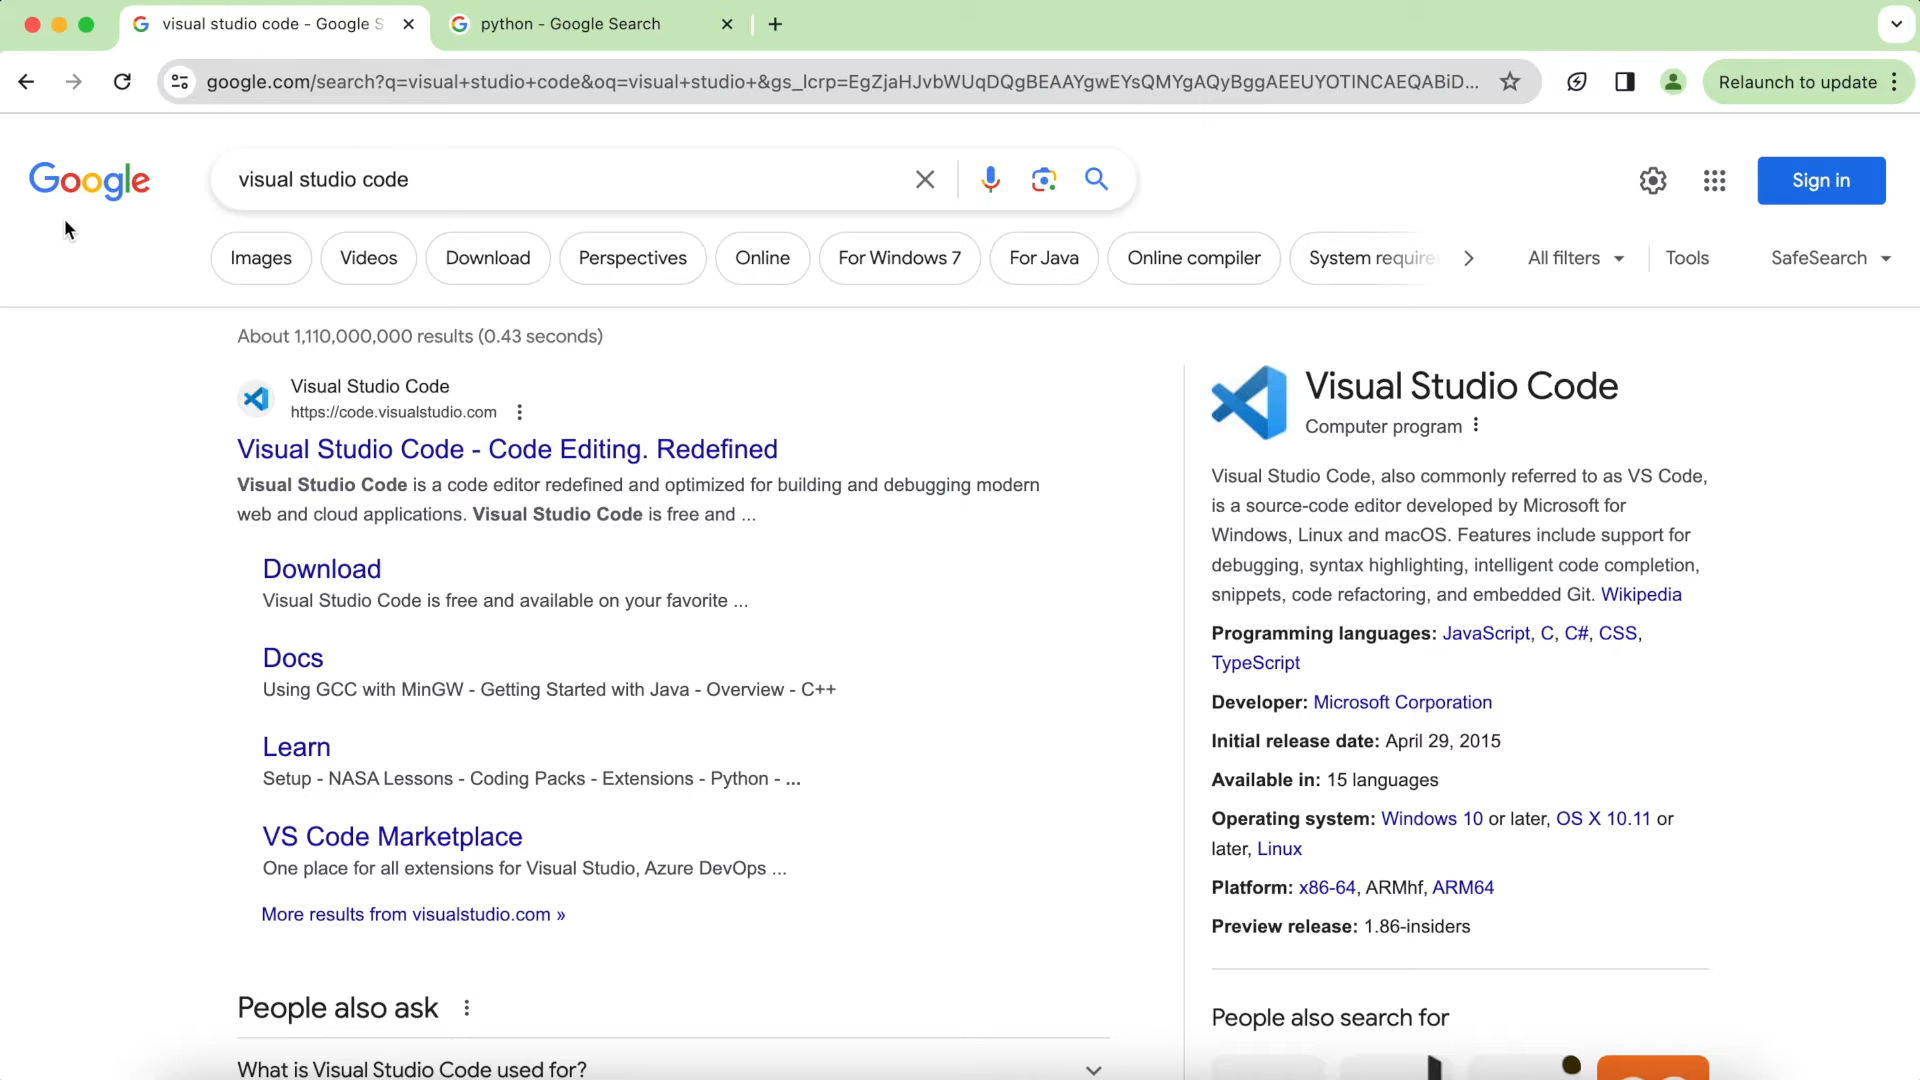 visual studio code - Google S
python - Google Search
google.com/search?q=visual+studio+code&oq=visual+studio+&gs_lcrp=EgZjaHJvbWUqDQgBEAAYgwEYsQMYgAQyBggAEEUYOTINCAEQABiD...
Relaunch to update
Google
visual studio code
Sign in
Images
Videos
Download
Perspectives
Online
For Windows 7
For Java
Online compiler
System require
All filters
Tools
SafeSearch
About 1,110,000,000 results (0.43 seconds)
Visual Studio Code
https://code.visualstudio.com
Visual Studio Code - Code Editing. Redefined
Visual Studio Code is a code editor redefined and optimized for building and debugging modern
web and cloud applications. Visual Studio Code is free and ...
Download
Visual Studio Code is free and available on your favorite ...
Docs
Using GCC with MinGW - Getting Started with Java - Overview - C++
Learn
Setup - NASA Lessons - Coding Packs - Extensions - Python - ...
VS Code Marketplace
One place for all extensions for Visual Studio, Azure DevOps ...
More results from visualstudio.com »
People also ask
What is Visual Studio Code used for?
Visual Studio Code
Computer program
Visual Studio Code, also commonly referred to as VS Code,
is a source-code editor developed by Microsoft for
Windows, Linux and macOS. Features include support for
debugging, syntax highlighting, intelligent code completion,
snippets, code refactoring, and embedded Git. Wikipedia
Programming languages: JavaScript, C, C#, CSS,
TypeScript
Developer: Microsoft Corporation
Initial release date: April 29, 2015
Available in: 15 languages
Operating system: Windows 10 or later, OS X 10.11 or
later, Linux
Platform: x86-64, ARMhf, ARM64
Preview release: 1.86-insiders
People also search for